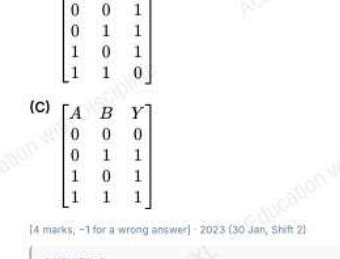 0 0 1
0 1 1
1 0 1
1 1 0
(C) A B Y
0 0 0
0 1 1
1 0 1
1 1 1
[4 marks, −1 for a wrong answer] · 2023 (30 Jan, Shift 2)